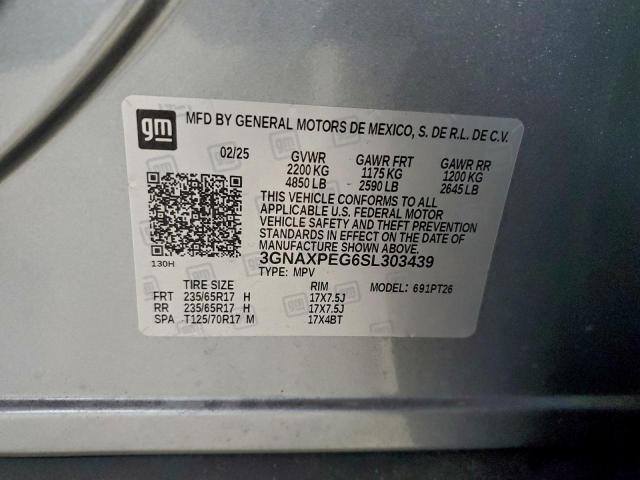 gm MFD BY GENERAL MOTORS DE MEXICO, S. DE R.L. DE C.V.
02/25 GVWR GAWR FRT GAWR RR
2200 KG 1175 KG 1200 KG
4850 LB 2590 LB 2645 LB
THIS VEHICLE CONFORMS TO ALL
APPLICABLE U.S. FEDERAL MOTOR
VEHICLE SAFETY AND THEFT PREVENTION
STANDARDS IN EFFECT ON THE DATE OF
MANUFACTURE SHOWN ABOVE.
130H 3GNAXPEG6SL303439
TYPE: MPV
TIRE SIZE RIM MODEL: 691PT26
FRT 235/65R17 H 17X7.5J
RR 235/65R17 H 17X7.5J
SPA T125/70R17 M 17X4BT